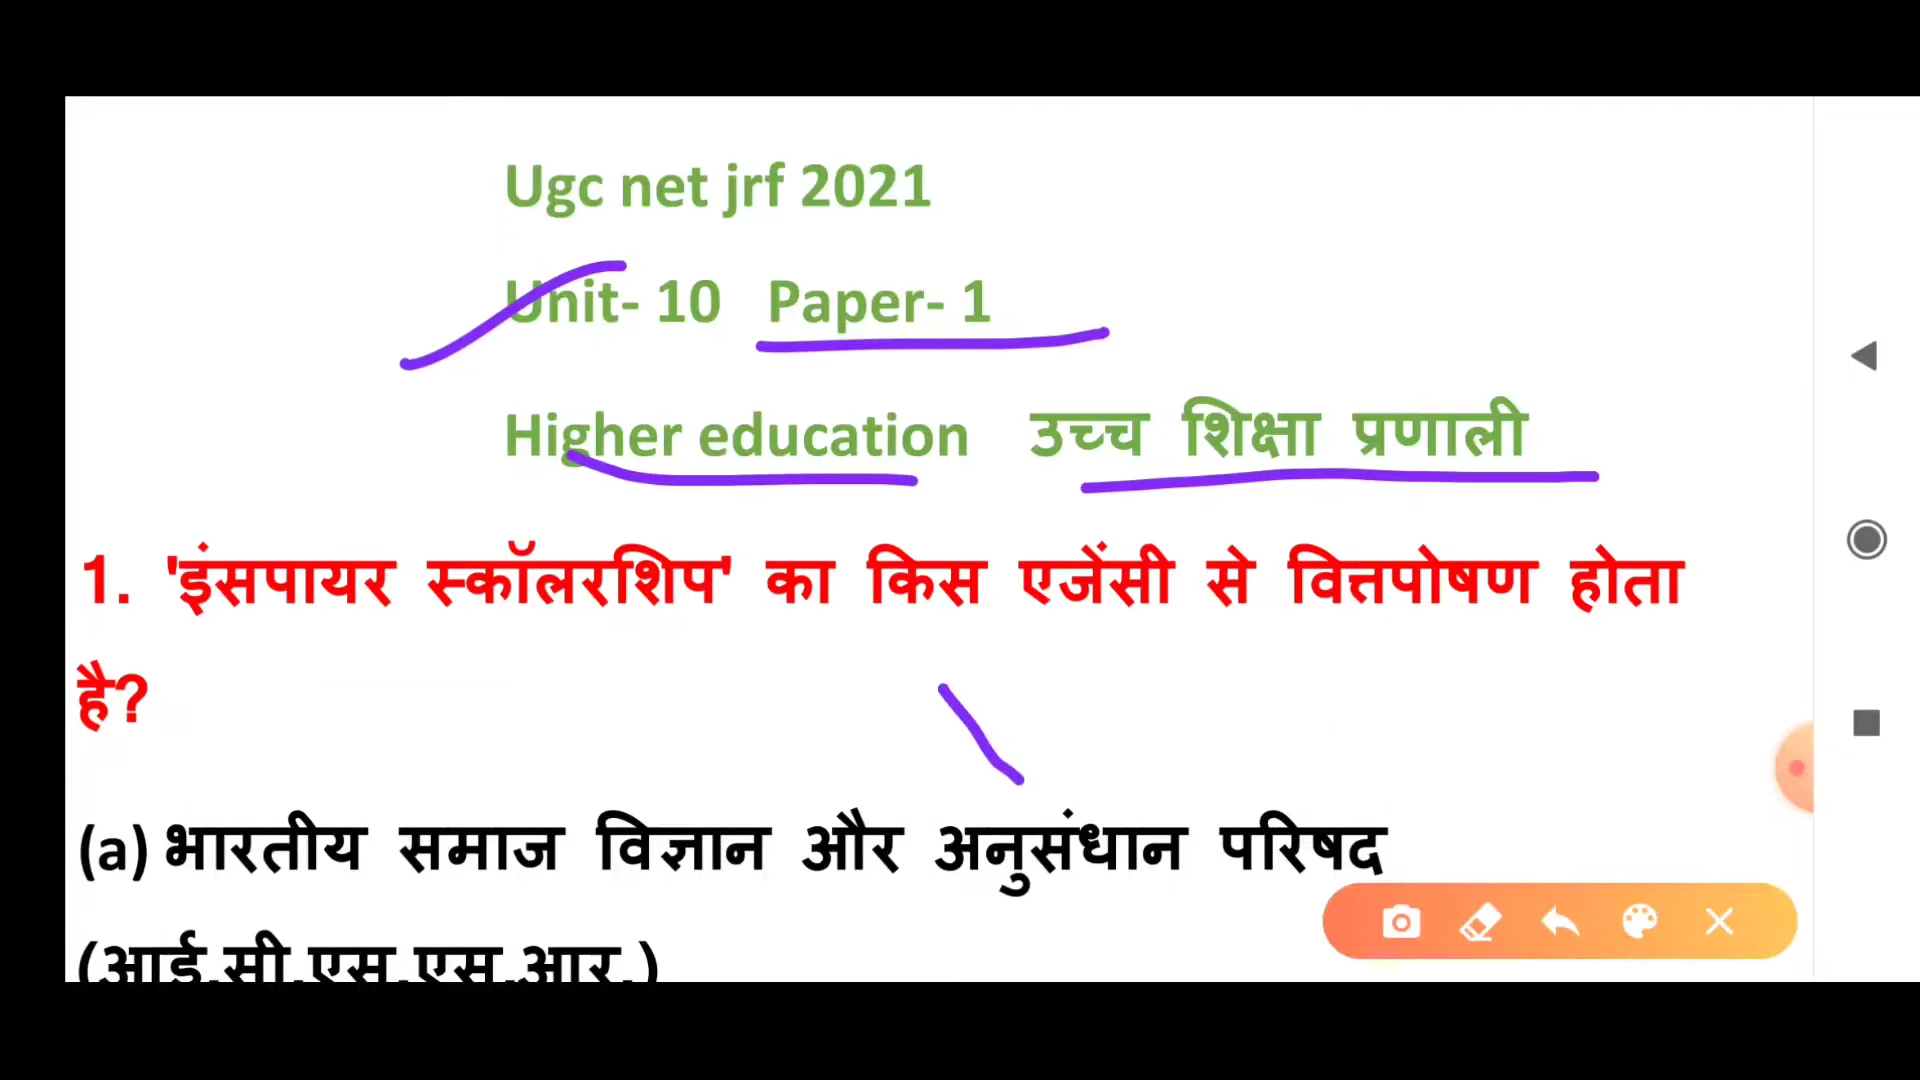 Ugc net jrf 2021
Unit- 10 Paper- 1
Higher education उच्च शिक्षा प्रणाली
1. 'इंसपायर स्कॉलरशिप' का किस एजेंसी से वित्तपोषण होता
है?
(a) भारतीय समाज विज्ञान और अनुसंधान परिषद
(आई.सी.एस.एस.आर.)